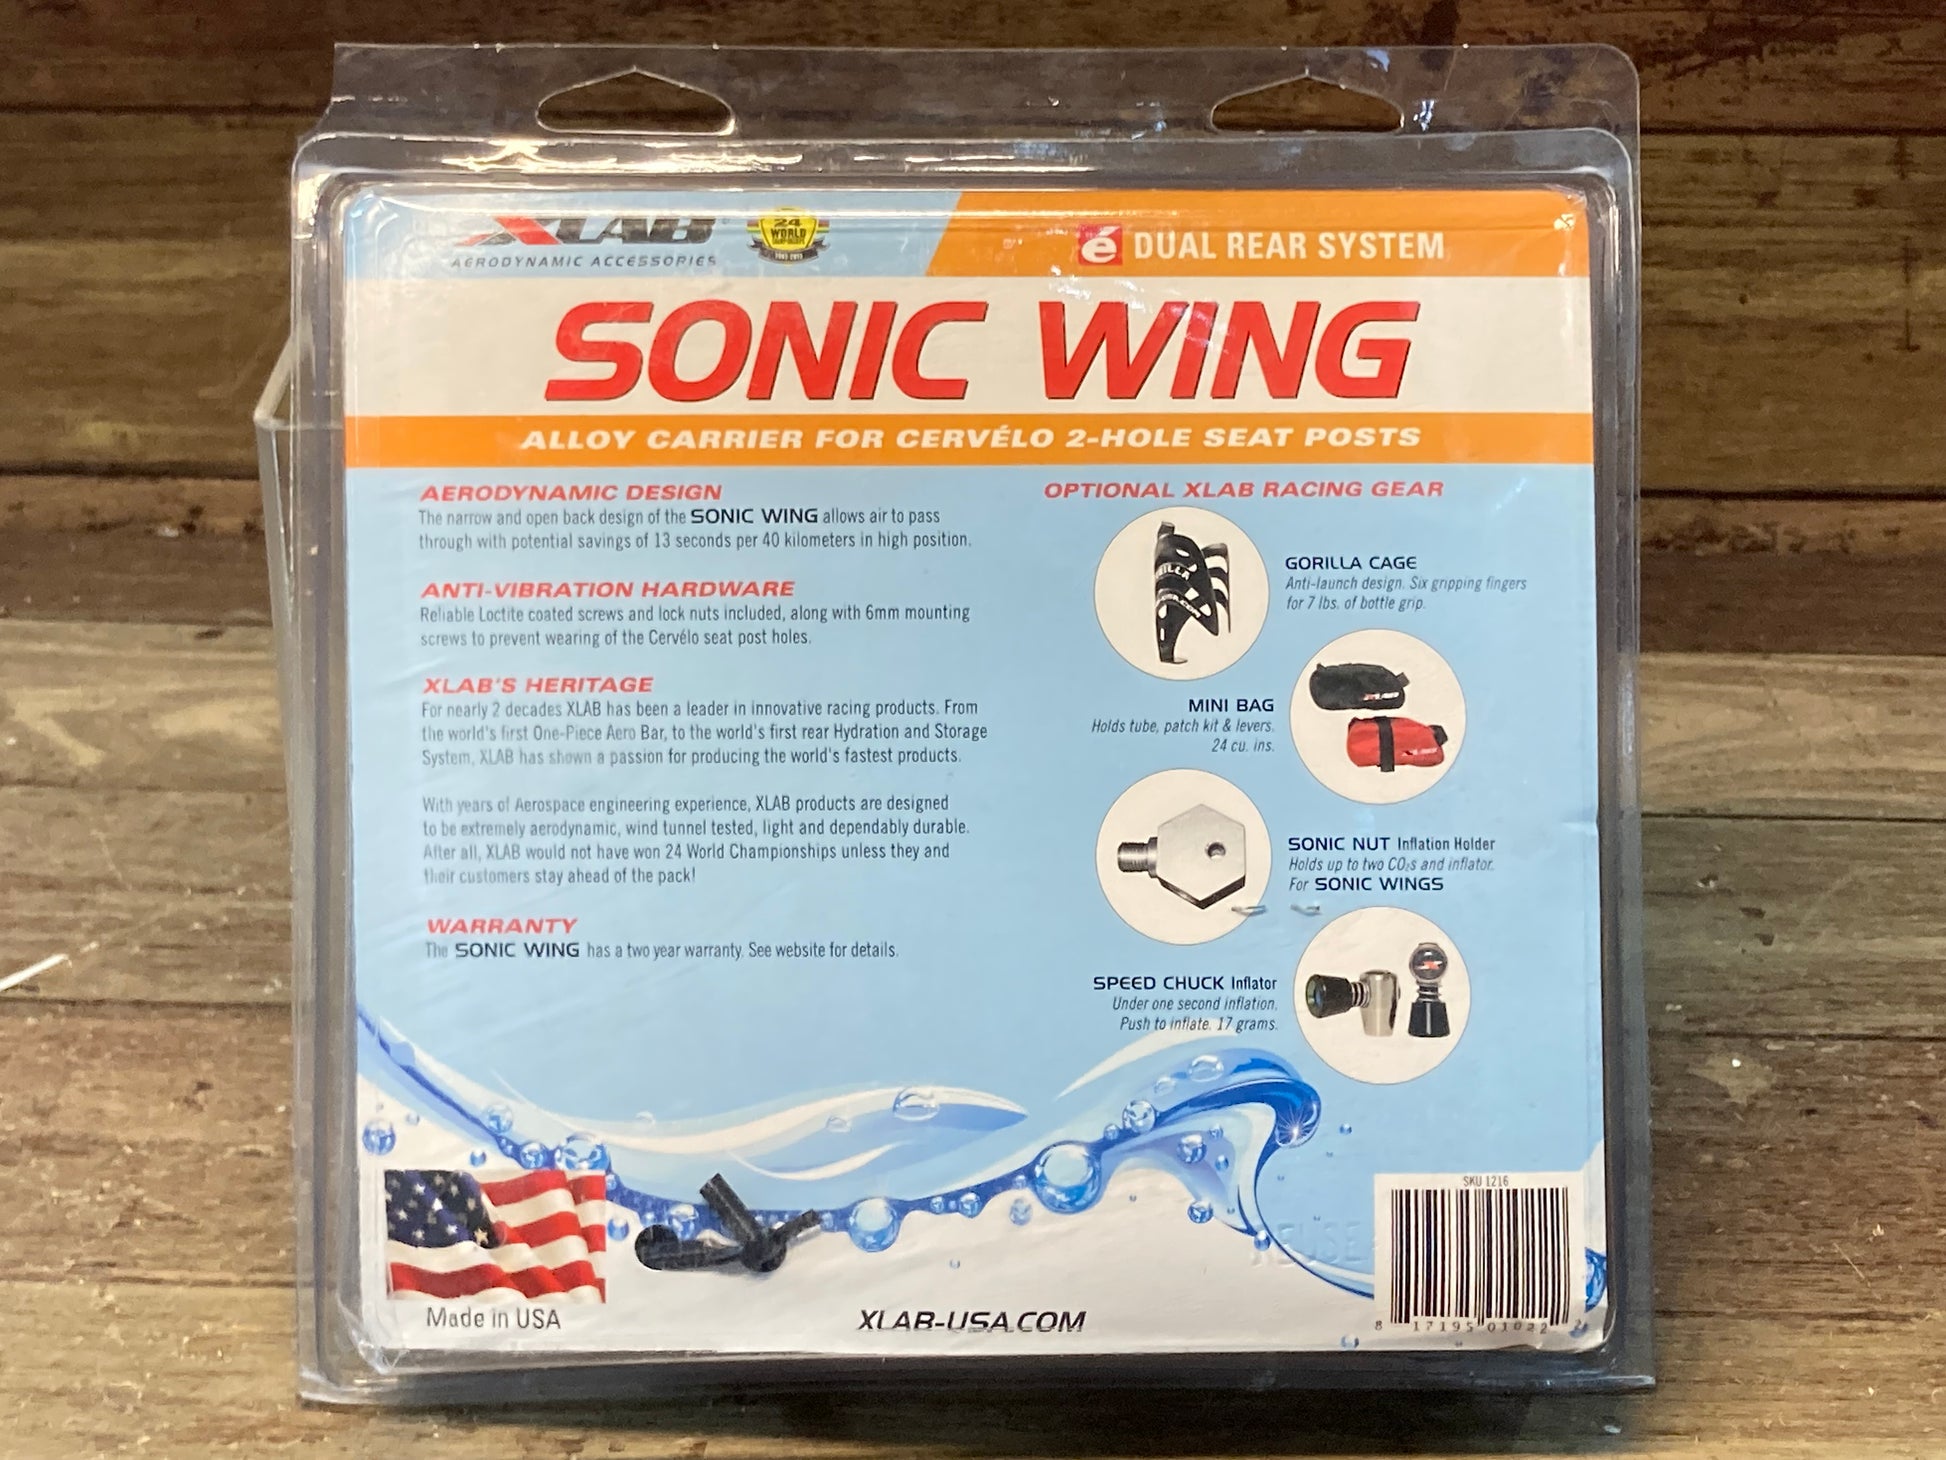 XLAB
AERODYNAMIC ACCESSORIES
24
WORLD
CHAMPIONSHIPS
é DUAL REAR SYSTEM
SONIC WING
ALLOY CARRIER FOR CERVÉLO 2-HOLE SEAT POSTS
AERODYNAMIC DESIGN
The narrow and open back design of the SONIC WING allows air to pass
through with potential savings of 13 seconds per 40 kilometers in high position.
ANTI-VIBRATION HARDWARE
Reliable Loctite coated screws and lock nuts included, along with 6mm mounting
screws to prevent wearing of the Cervélo seat post holes.
XLAB'S HERITAGE
For nearly 2 decades XLAB has been a leader in innovative racing products. From
the world's first One-Piece Aero Bar, to the world's first rear Hydration and Storage
System, XLAB has shown a passion for producing the world's fastest products.
With years of Aerospace engineering experience, XLAB products are designed
to be extremely aerodynamic, wind tunnel tested, light and dependably durable.
After all, XLAB would not have won 24 World Championships unless they and
their customers stay ahead of the pack!
WARRANTY
The SONIC WING has a two year warranty. See website for details.
OPTIONAL XLAB RACING GEAR
GORILLA CAGE
Anti-launch design. Six gripping fingers
for 7 lbs. of bottle grip.
MINI BAG
Holds tube, patch kit & levers.
24 cu. ins.
SONIC NUT Inflation Holder
Holds up to two CO₂s and inflator.
For SONIC WINGS
SPEED CHUCK Inflator
Under one second inflation.
Push to inflate. 17 grams.
Made in USA
XLAB-USA.COM
REUSE
SKU 1216
8 17195 01022 2